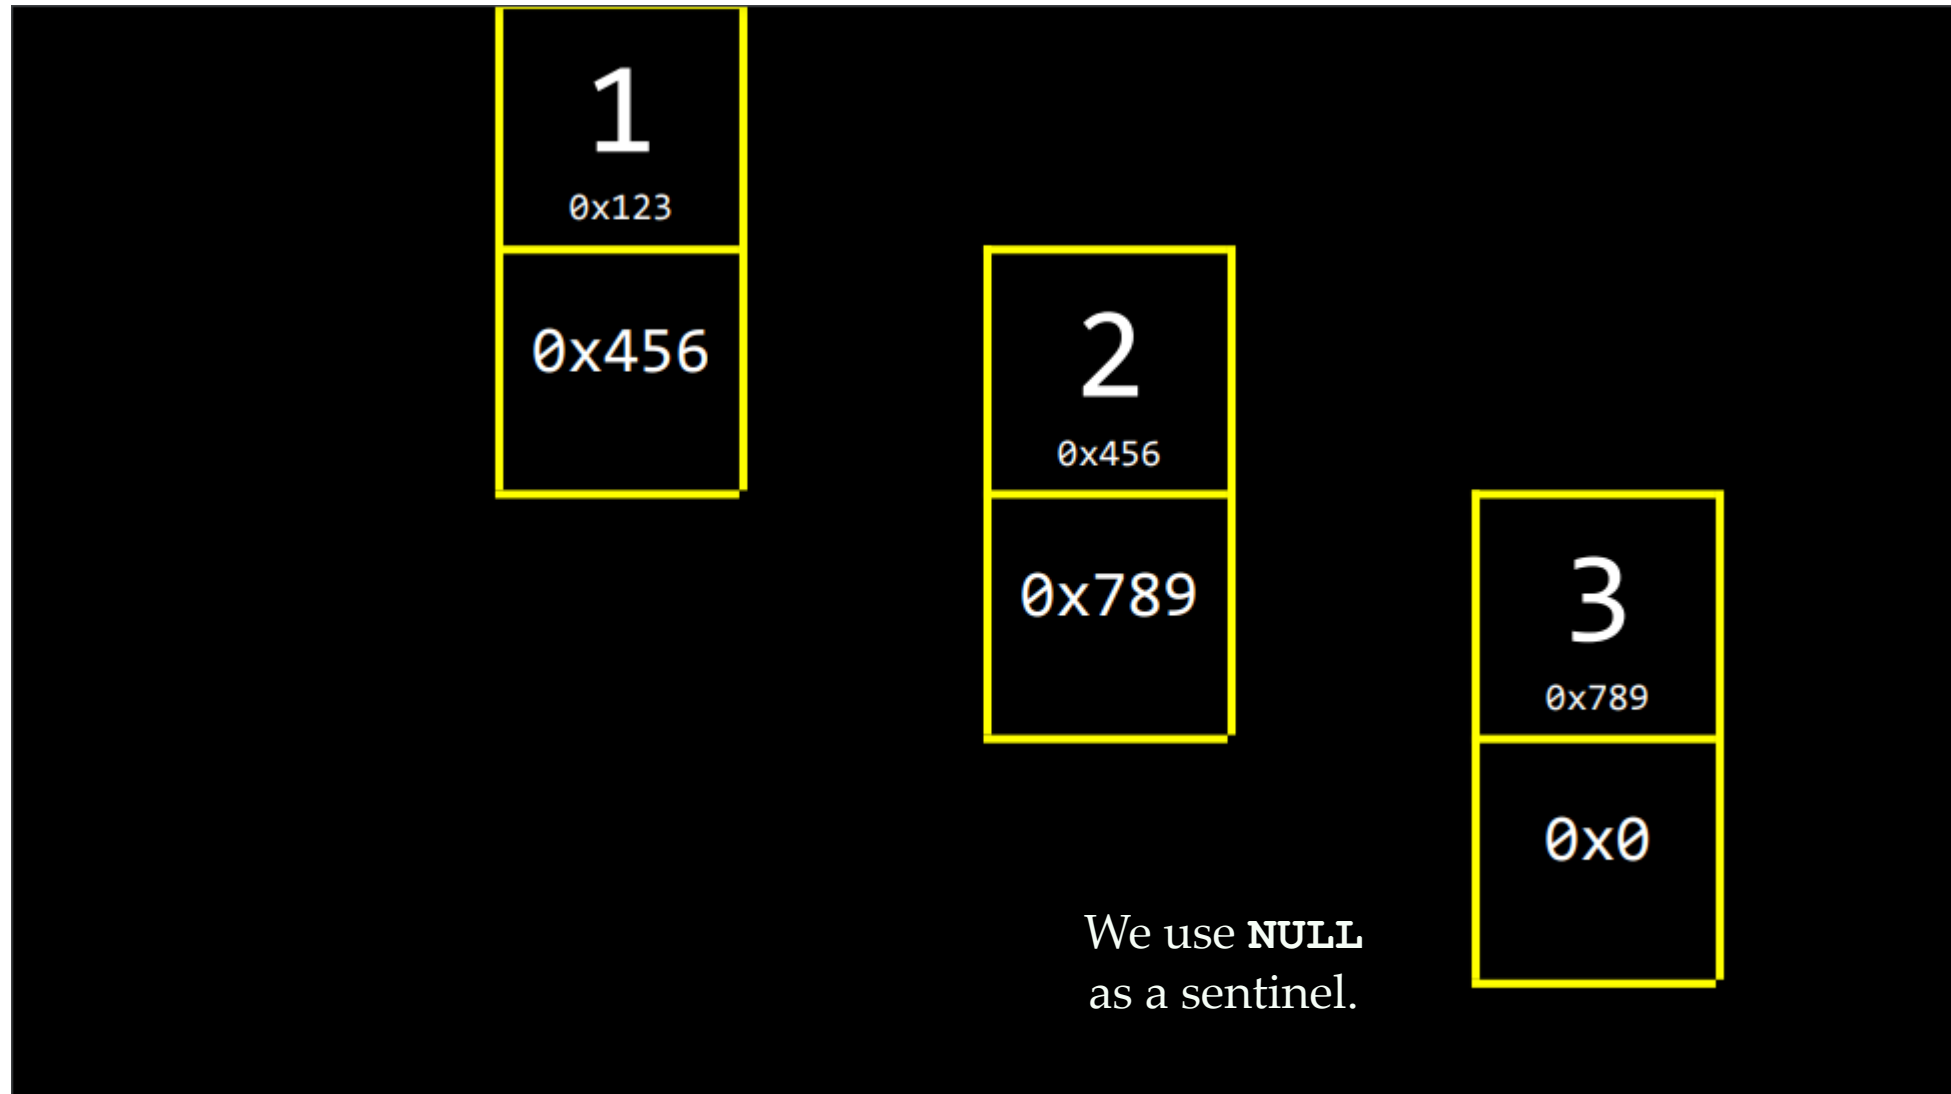 1
0x123
0x456
2
0x456
0x789
3
0x789
0x0
We use NULL
as a sentinel.